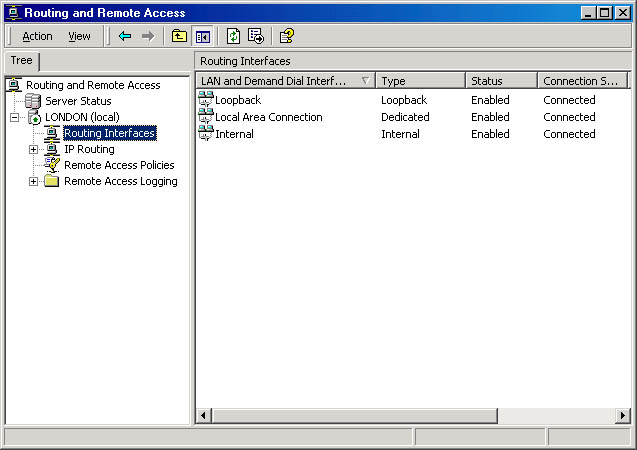 Routing and Remote Access
Action View
Tree
Routing Interfaces
Routing and Remote Access
Server Status
LONDON (local)
Routing Interfaces
IP Routing
Remote Access Policies
Remote Access Logging
LAN and Demand Dial Interf... Type Status Connection S...
Loopback Loopback Enabled Connected
Local Area Connection Dedicated Enabled Connected
Internal Internal Enabled Connected